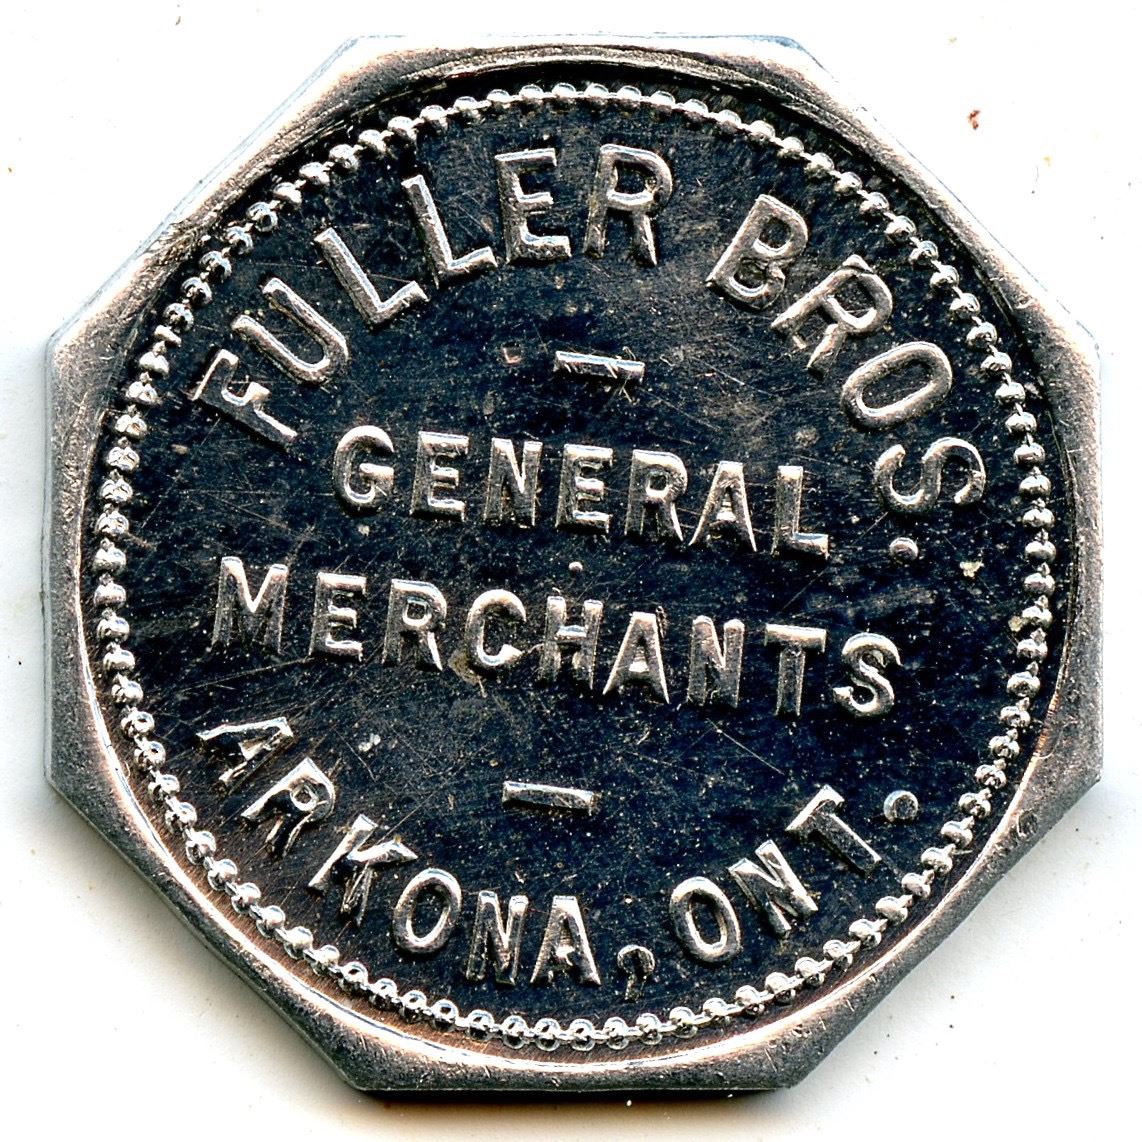 FULLER BROS.
—
GENERAL
MERCHANTS
—
ARKONA, ONT.